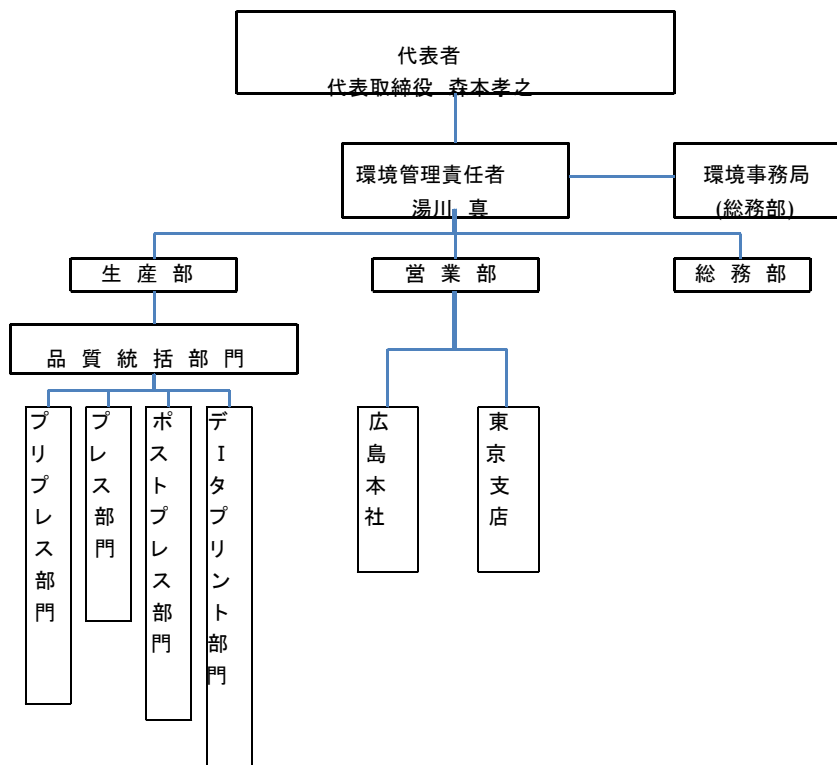 代表者
代表取締役 森本孝之
環境管理責任者
湯川 真
環境事務局
(総務部)
生 産 部
営 業 部
総 務 部
品 質 統 括 部 門
プリプレス部門
プレス部門
ポストプレス部門
デIタプリント部門
広島本社
東京支店